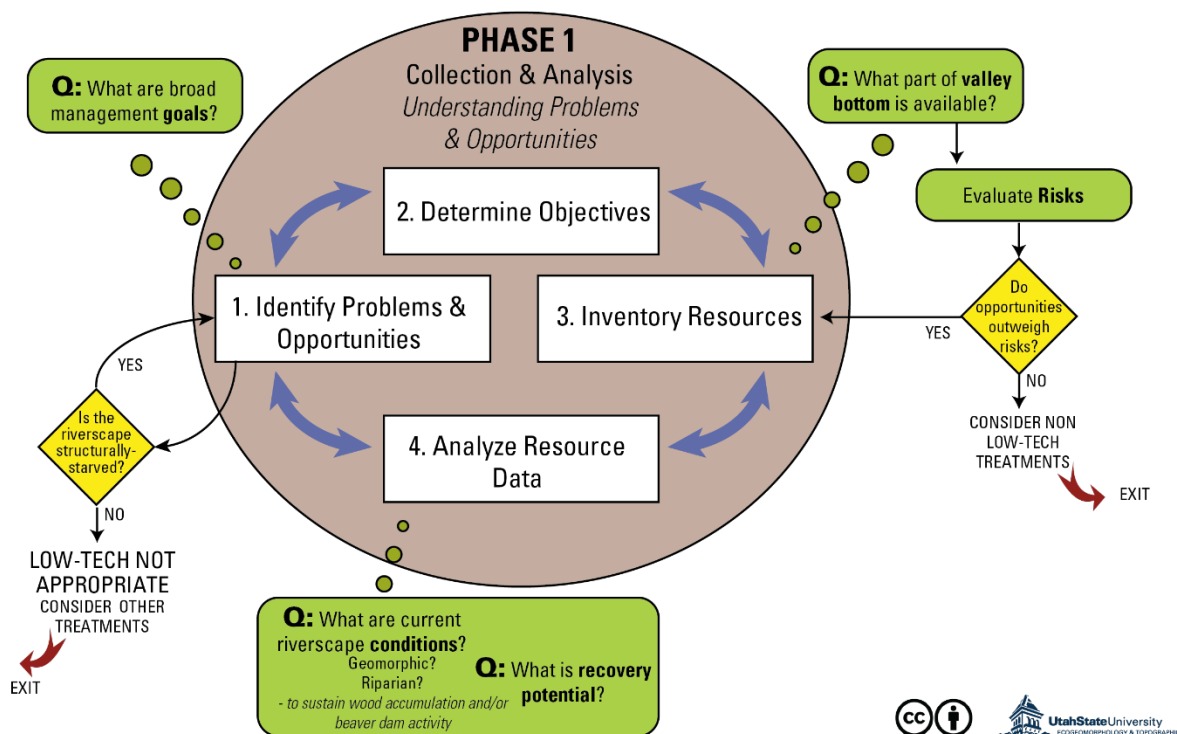 PHASE 1
Collection & Analysis
Understanding Problems
& Opportunities
Q: What are broad
management goals?
Q: What part of valley
bottom is available?
Evaluate Risks
Do
opportunities
outweigh
risks?
YES
NO
CONSIDER NON
LOW-TECH
TREATMENTS
EXIT
2. Determine Objectives
1. Identify Problems &
Opportunities
3. Inventory Resources
4. Analyze Resource
Data
YES
Is the
riverscape
structurally-
starved?
NO
LOW-TECH NOT
APPROPRIATE
CONSIDER OTHER
TREATMENTS
EXIT
Q: What are current
riverscape conditions?
Geomorphic?
Riparian?
- to sustain wood accumulation and/or
beaver dam activity
Q: What is recovery
potential?
cc
UtahStateUniversity
ECOGEOMORPHOLOGY & TOPOGRAPHIC